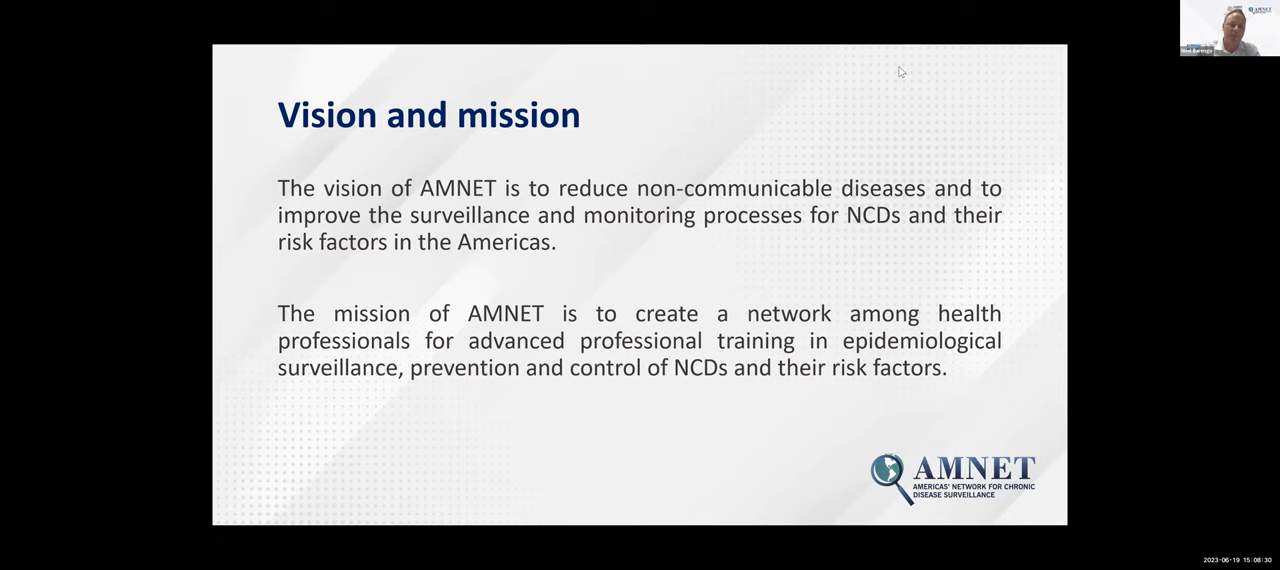 AMNET
Vision and mission
The vision of AMNET is to reduce non-communicable diseases and to
improve the surveillance and monitoring processes for NCDs and their
risk factors in the Americas.
The mission of AMNET is to create a network among health
professionals for advanced professional training in epidemiological
surveillance, prevention and control of NCDs and their risk factors.
AMNET
AMERICAS' NETWORK FOR CHRONIC
DISEASE SURVEILLANCE
2023-06-19 15:08:30